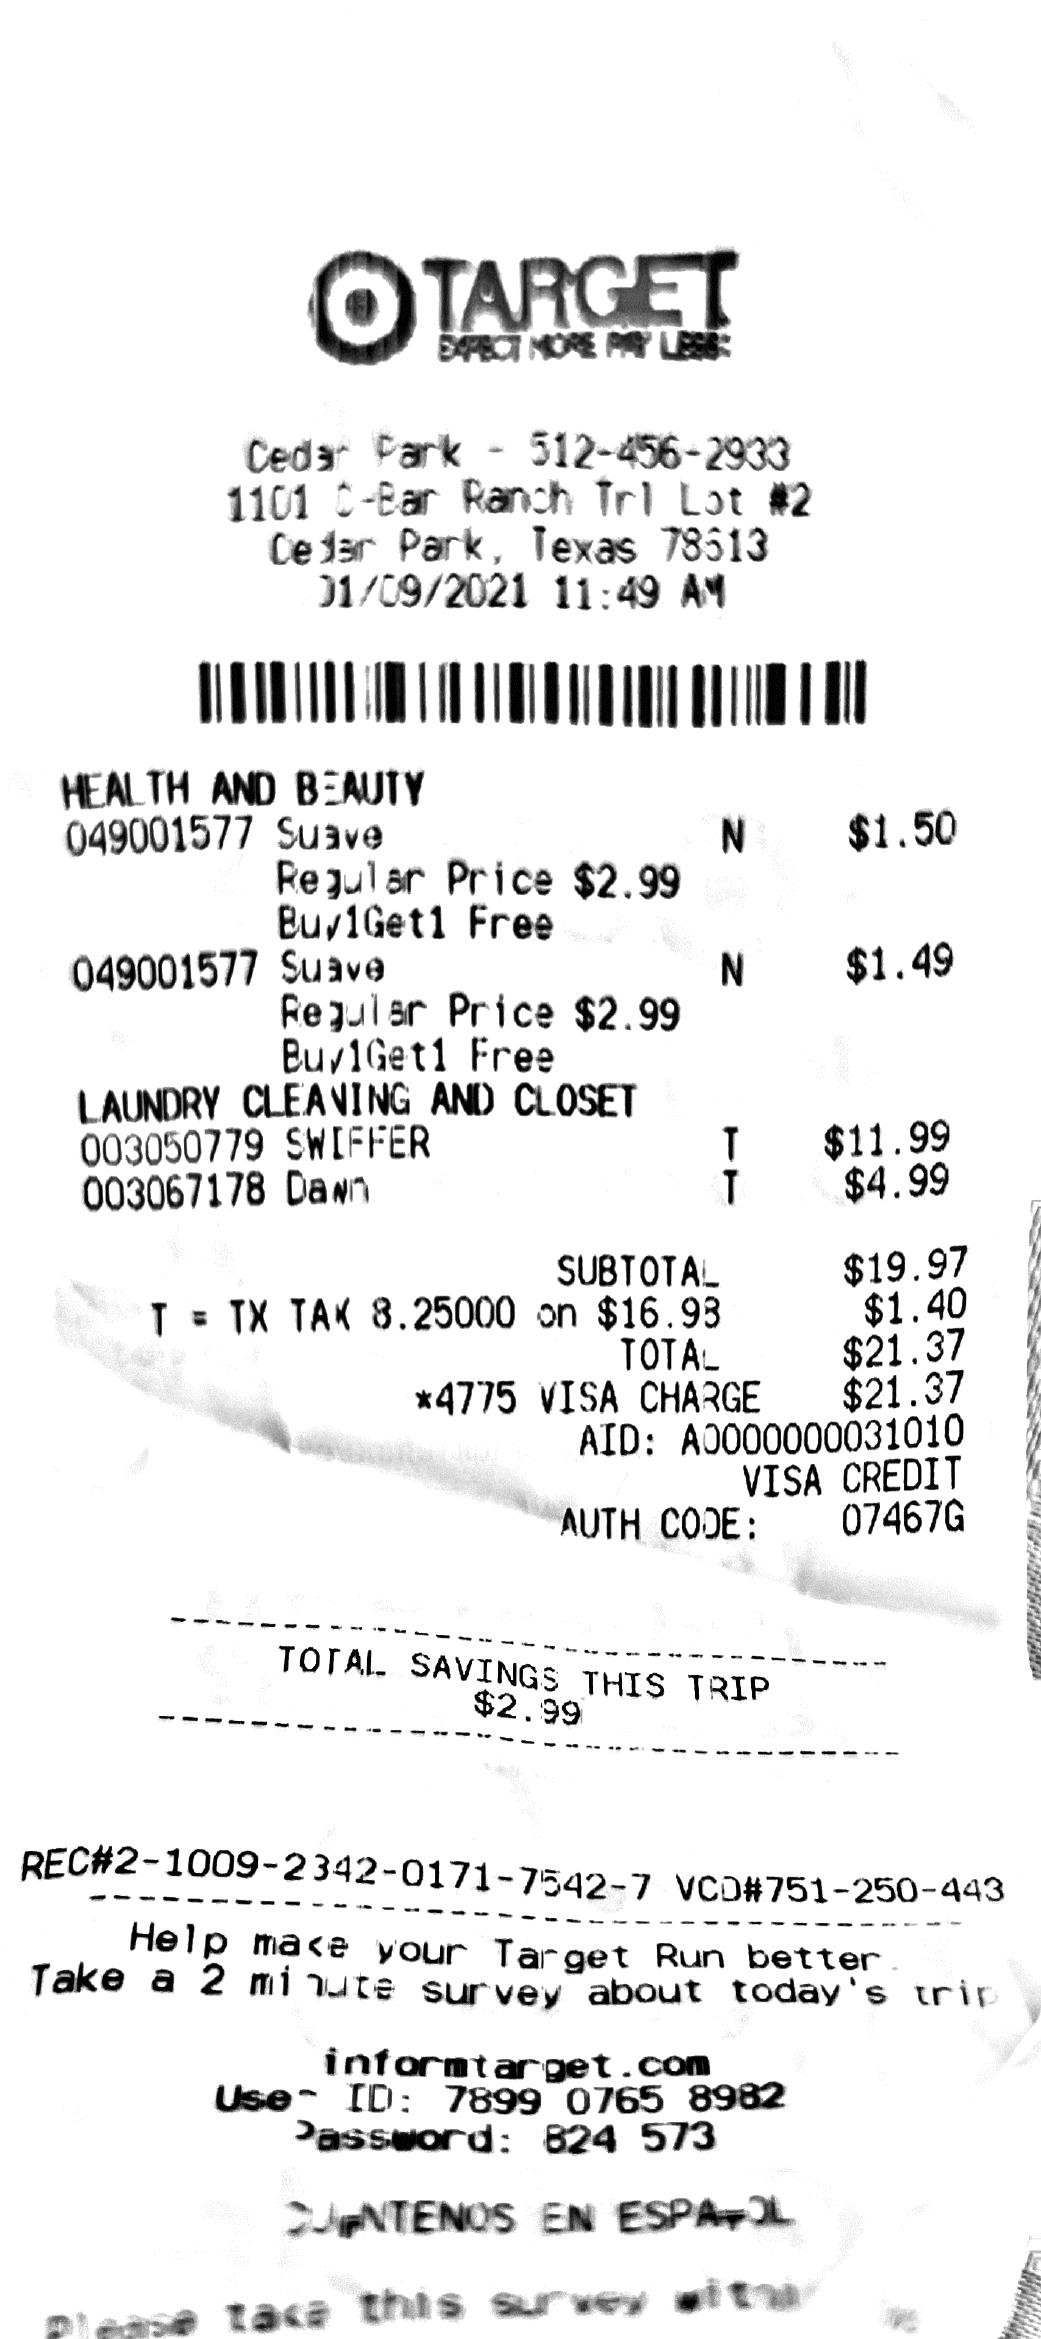 TARGET
EXPECT MORE PAY LESS.
Cedar Park - 512-456-2933
1101 C-Bar Ranch Trl Lot #2
Cedar Park, Texas 78613
01/09/2021 11:49 AM
HEALTH AND BEAUTY
049001577 Suave N $1.50
Regular Price $2.99
Buy1Get1 Free
049001577 Suave N $1.49
Regular Price $2.99
Buy1Get1 Free
LAUNDRY CLEANING AND CLOSET
003050779 SWIFFER T $11.99
003067178 Dawn T $4.99
SUBTOTAL $19.97
T = TX TAX 8.25000 on $16.98 $1.40
TOTAL $21.37
*4775 VISA CHARGE $21.37
AID: A0000000031010
VISA CREDIT
AUTH CODE: 07467G
TOTAL SAVINGS THIS TRIP
$2.99
REC#2-1009-2342-0171-7542-7 VCD#751-250-443
Help make your Target Run better.
Take a 2 minute survey about today's trip
informtarget.com
User ID: 7899 0765 8982
Password: 824 573
CUENTENOS EN ESPAÑOL
Please take this survey within